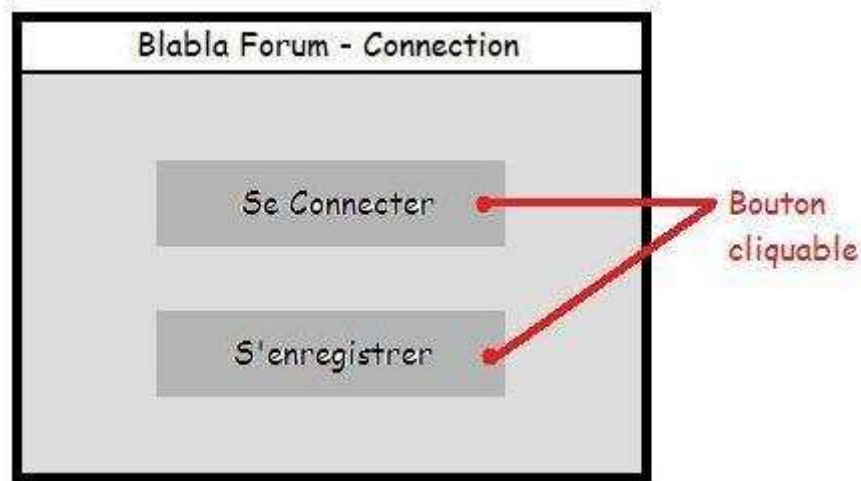 Blabla Forum - Connection
Se Connecter
Bouton
cliquable
S'enregistrer